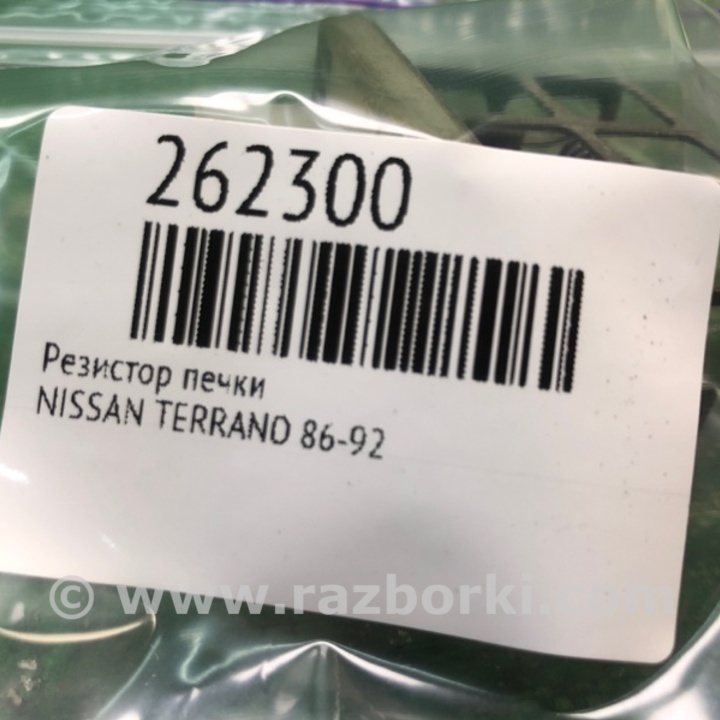 262300
Резистор печки
NISSAN TERRANO 86-92
© www.razborki.com